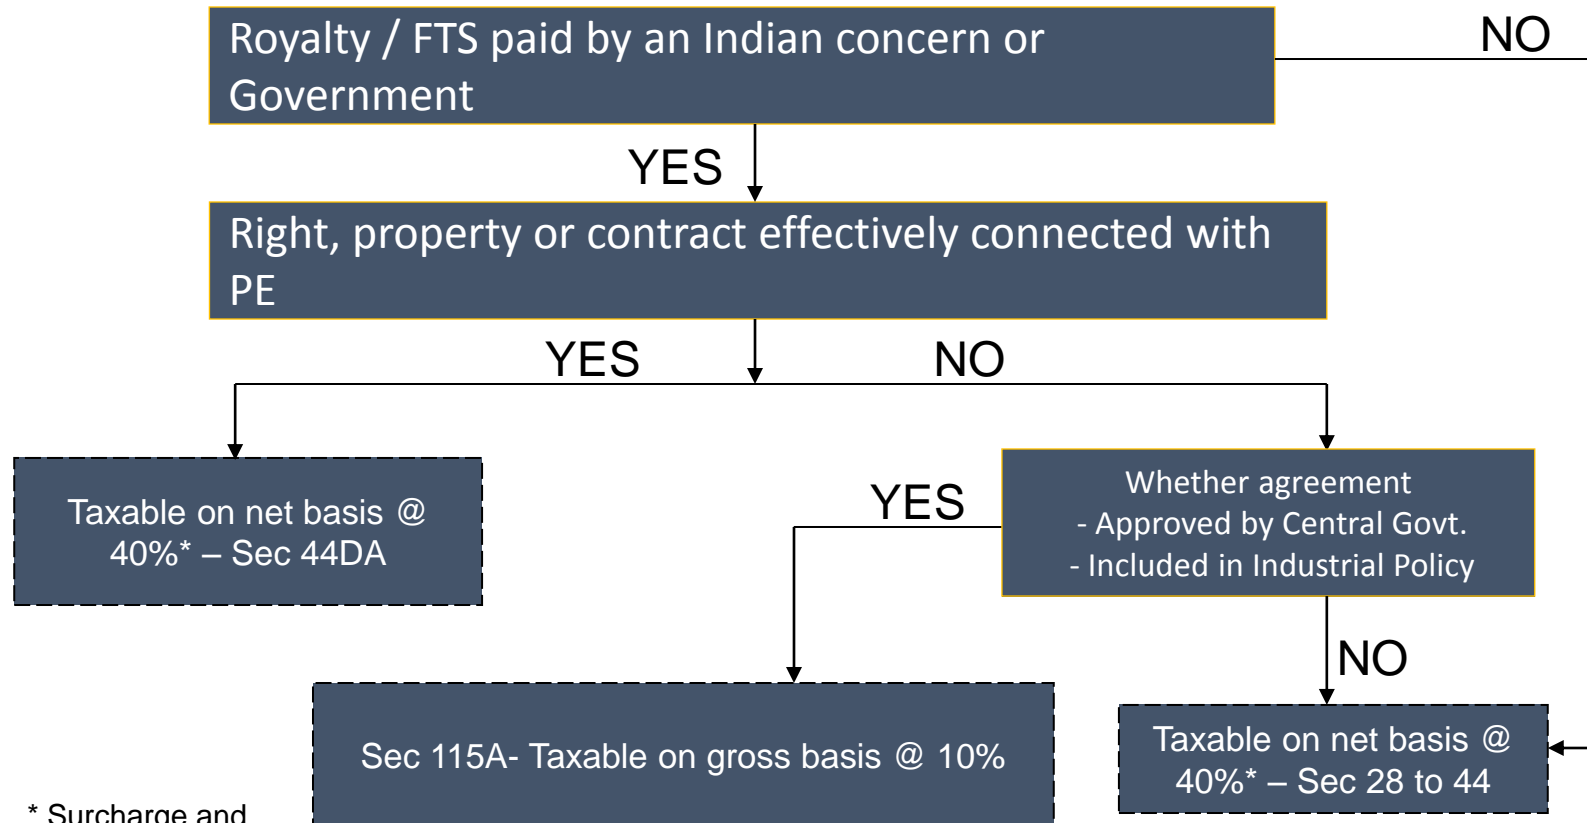 Royalty / FTS paid by an Indian concern or
Government
NO
YES
Right, property or contract effectively connected with
PE
YES
NO
Taxable on net basis @
40%* – Sec 44DA
YES
Whether agreement
- Approved by Central Govt.
- Included in Industrial Policy
NO
Sec 115A- Taxable on gross basis @ 10%
Taxable on net basis @
40%* – Sec 28 to 44
* Surcharge and